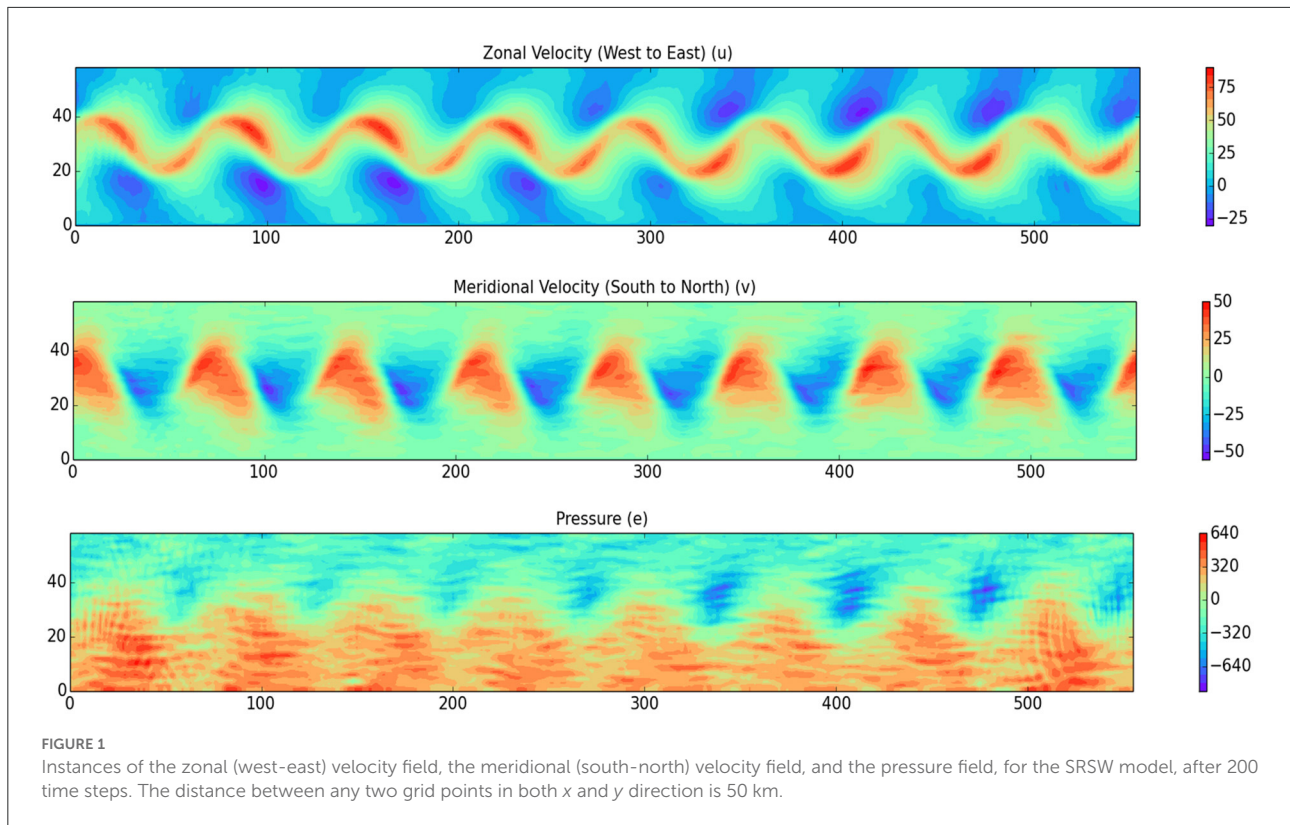 Zonal Velocity (West to East) (u)
40
20
0
0 100 200 300 400 500
75
50
25
0
−25
Meridional Velocity (South to North) (v)
40
20
0
0 100 200 300 400 500
50
25
0
−25
−50
Pressure (e)
40
20
0
0 100 200 300 400 500
640
320
0
−320
−640
FIGURE 1
Instances of the zonal (west-east) velocity field, the meridional (south-north) velocity field, and the pressure field, for the SRSW model, after 200
time steps. The distance between any two grid points in both x and y direction is 50 km.